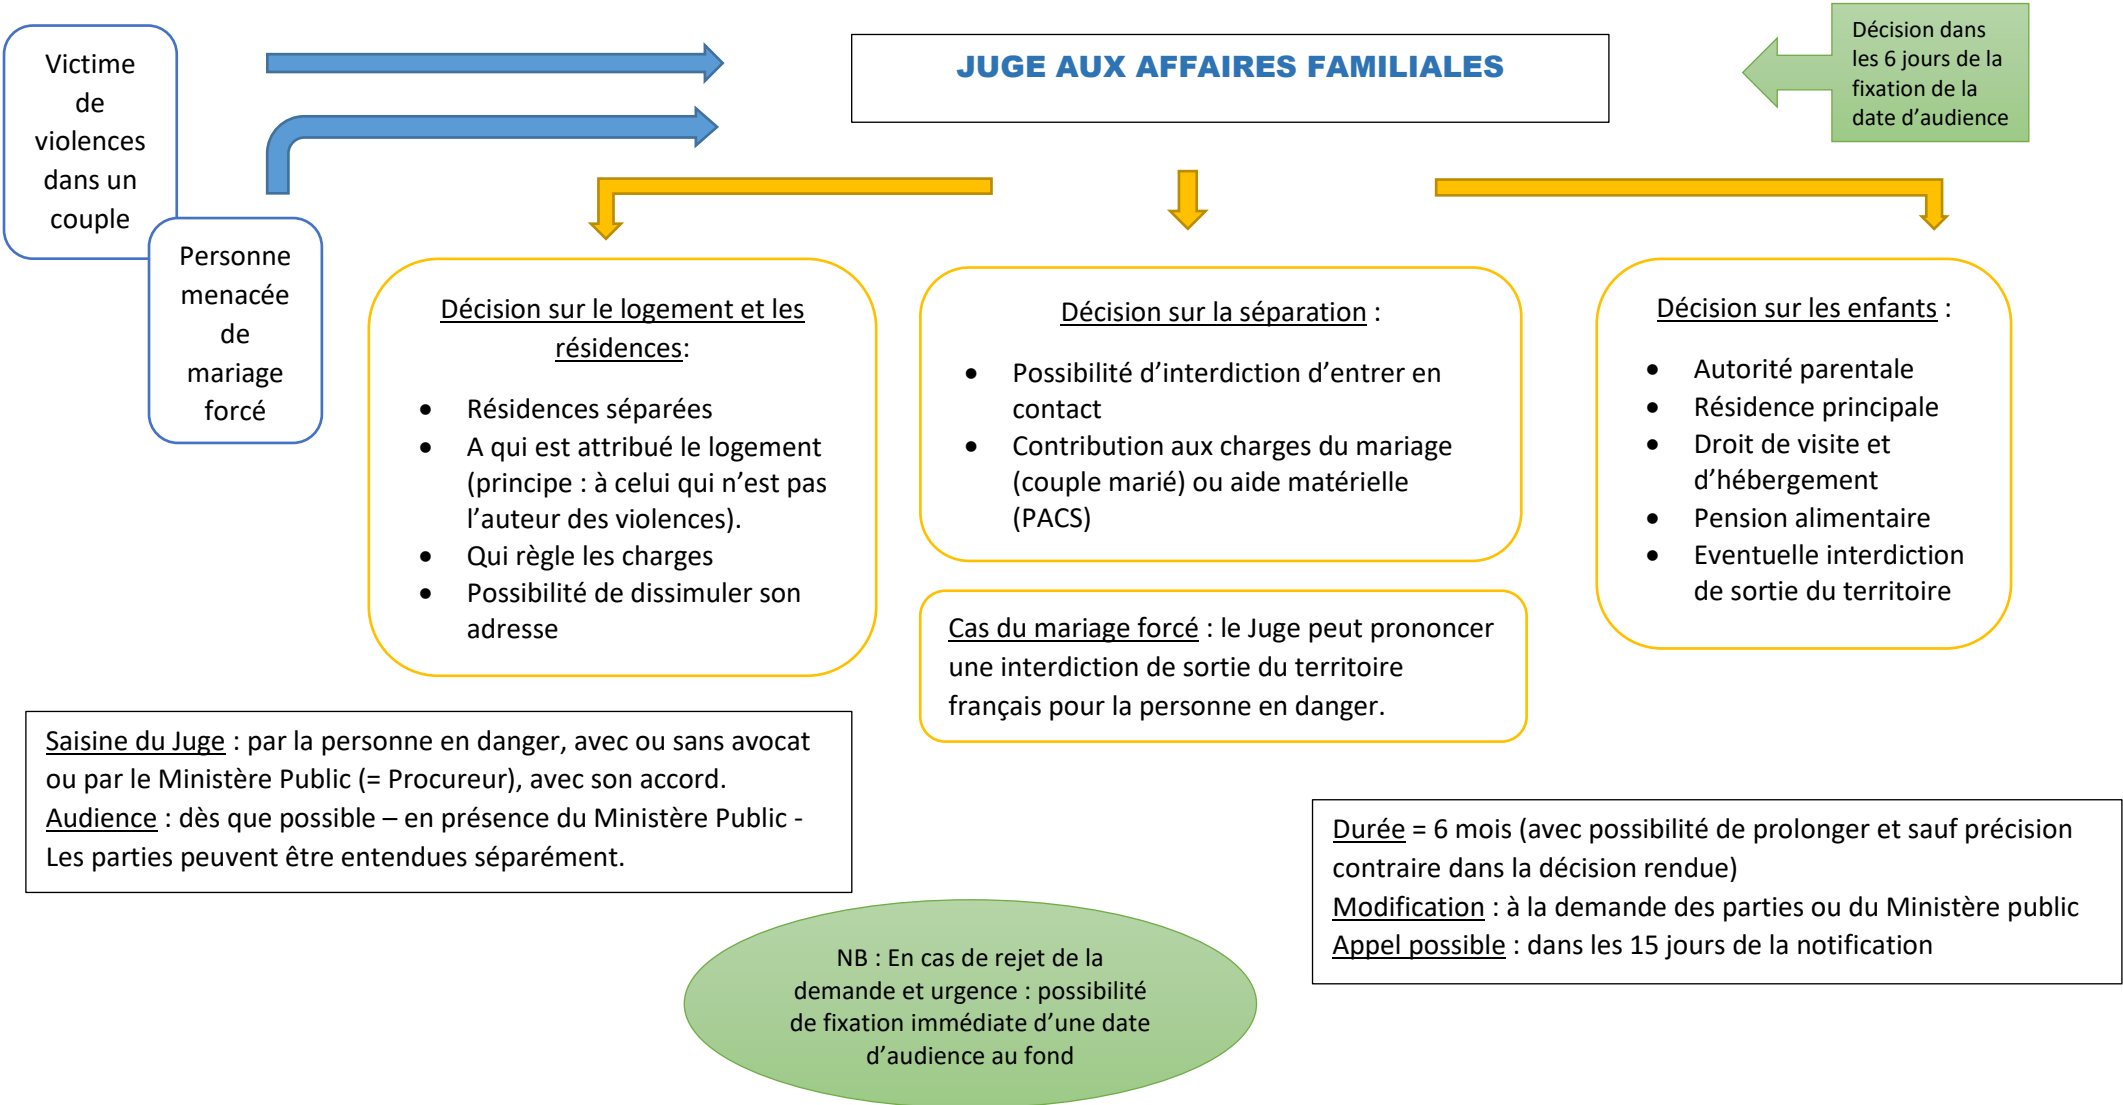 Victime
de
violences
dans un
couple
Personne
menacée
de
mariage
forcé
JUGE AUX AFFAIRES FAMILIALES
Décision dans
les 6 jours de la
fixation de la
date d’audience
Décision sur le logement et les
résidences:
• Résidences séparées
• A qui est attribué le logement
(principe : à celui qui n’est pas
l’auteur des violences).
• Qui règle les charges
• Possibilité de dissimuler son
adresse
Décision sur la séparation :
• Possibilité d’interdiction d’entrer en
contact
• Contribution aux charges du mariage
(couple marié) ou aide matérielle
(PACS)
Décision sur les enfants :
• Autorité parentale
• Résidence principale
• Droit de visite et
d’hébergement
• Pension alimentaire
• Eventuelle interdiction
de sortie du territoire
Cas du mariage forcé : le Juge peut prononcer
une interdiction de sortie du territoire
français pour la personne en danger.
Saisine du Juge : par la personne en danger, avec ou sans avocat
ou par le Ministère Public (= Procureur), avec son accord.
Audience : dès que possible – en présence du Ministère Public -
Les parties peuvent être entendues séparément.
Durée = 6 mois (avec possibilité de prolonger et sauf précision
contraire dans la décision rendue)
Modification : à la demande des parties ou du Ministère public
Appel possible : dans les 15 jours de la notification
NB : En cas de rejet de la
demande et urgence : possibilité
de fixation immédiate d’une date
d’audience au fond